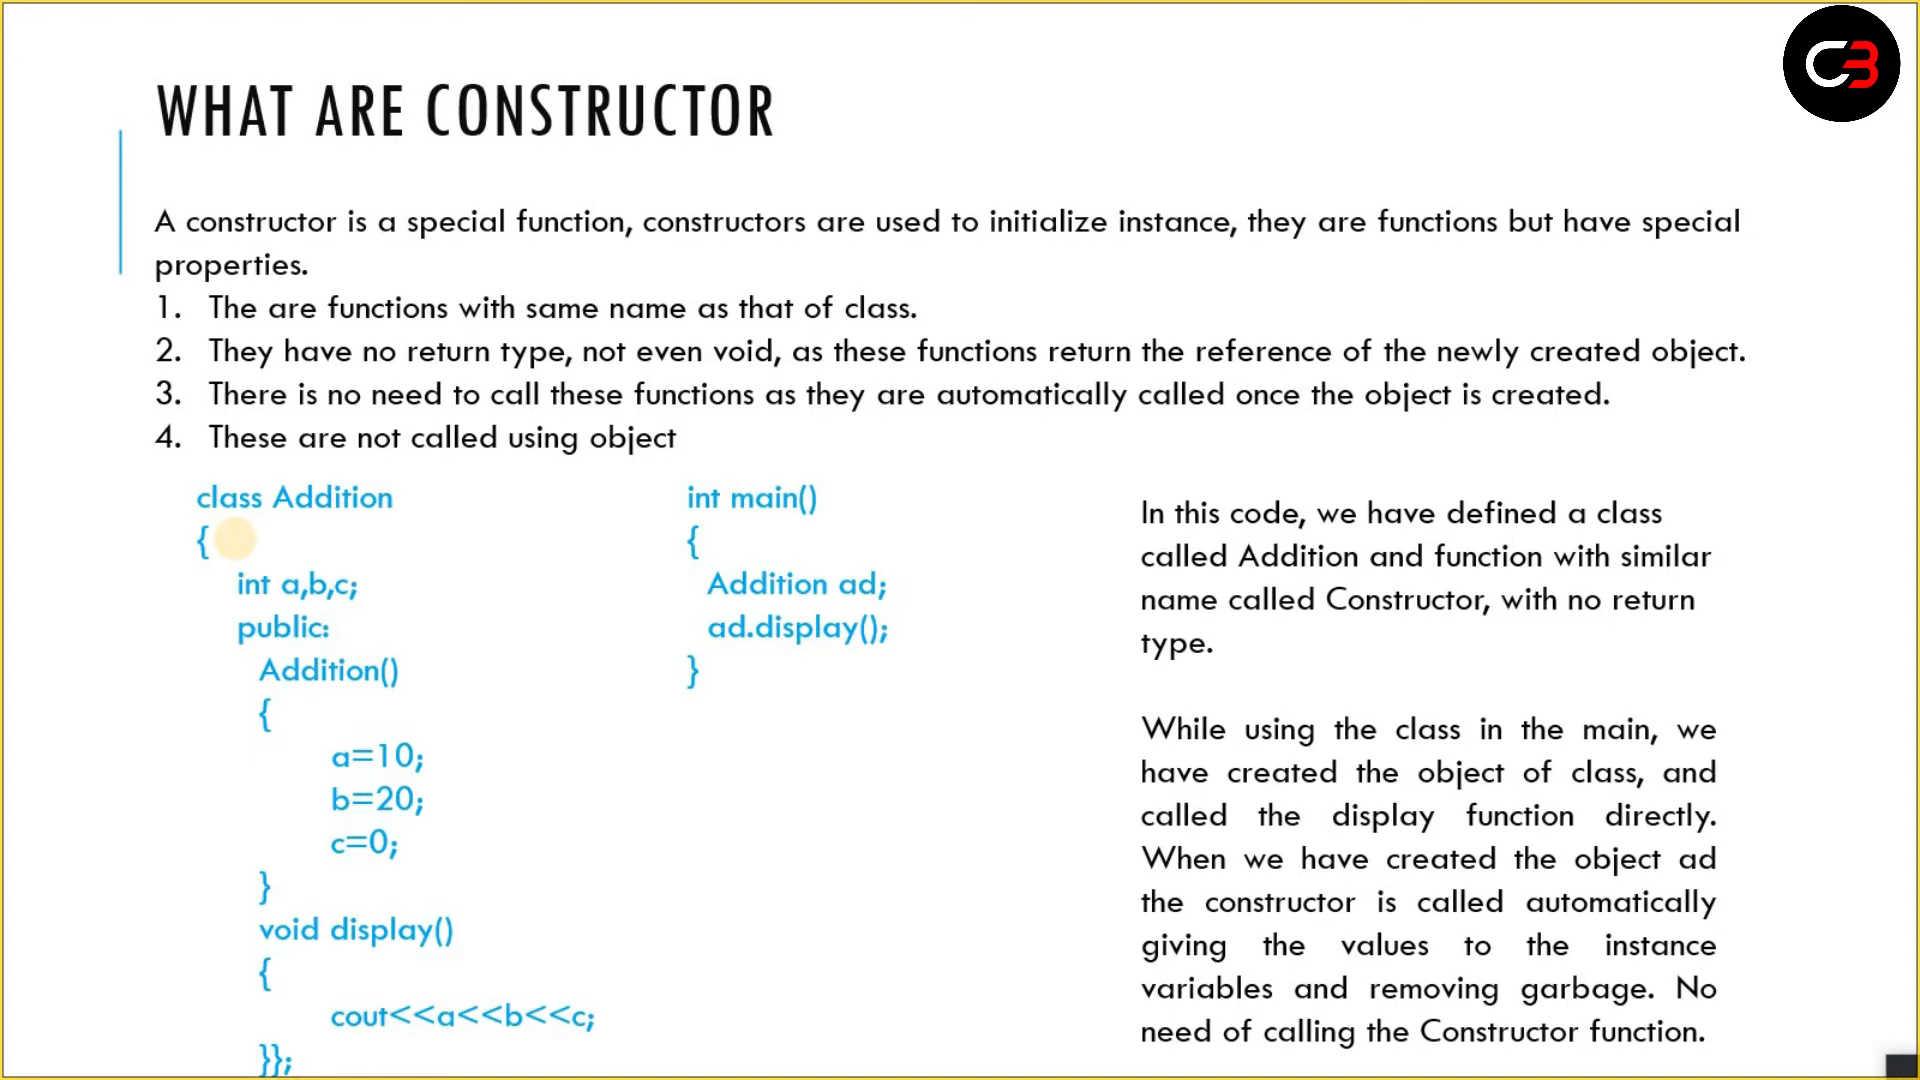 CB
WHAT ARE CONSTRUCTOR
A constructor is a special function, constructors are used to initialize instance, they are functions but have special
properties.
1. The are functions with same name as that of class.
2. They have no return type, not even void, as these functions return the reference of the newly created object.
3. There is no need to call these functions as they are automatically called once the object is created.
4. These are not called using object
class Addition
{
int a,b,c;
public:
Addition()
{
a=10;
b=20;
c=0;
}
void display()
{
cout<<a<<b<<c;
}};
int main()
{
Addition ad;
ad.display();
}
In this code, we have defined a class
called Addition and function with similar
name called Constructor, with no return
type.
While using the class in the main, we
have created the object of class, and
called the display function directly.
When we have created the object ad
the constructor is called automatically
giving the values to the instance
variables and removing garbage. No
need of calling the Constructor function.